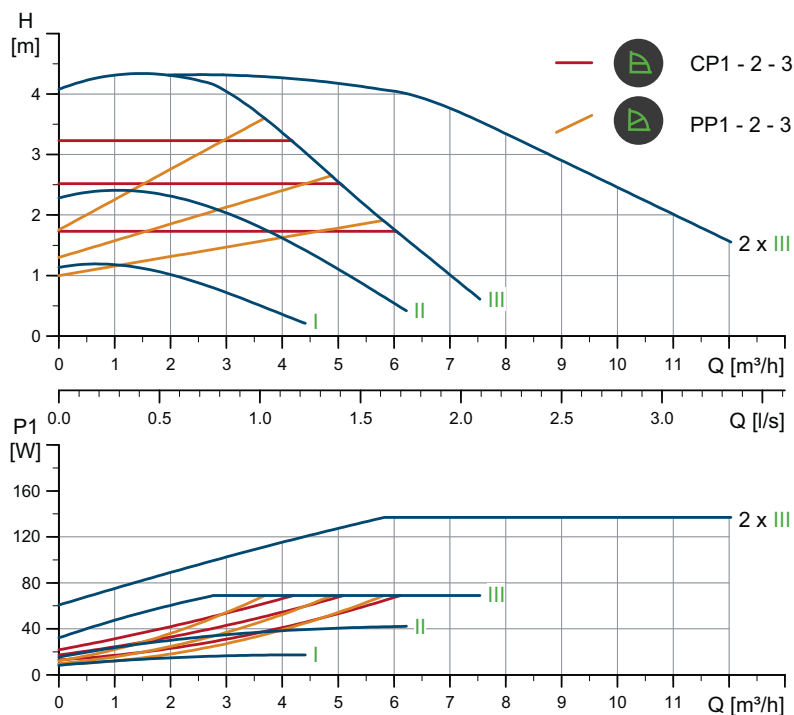 H
[m]
CP1 - 2 - 3
PP1 - 2 - 3
4
3
2
1
0
2 x III
III
II
I
0 1 2 3 4 5 6 7 8 9 10 11 Q [m³/h]
0.0 0.5 1.0 1.5 2.0 2.5 3.0 Q [l/s]
P1
[W]
160
120
80
40
0
2 x III
III
II
I
0 1 2 3 4 5 6 7 8 9 10 11 Q [m³/h]